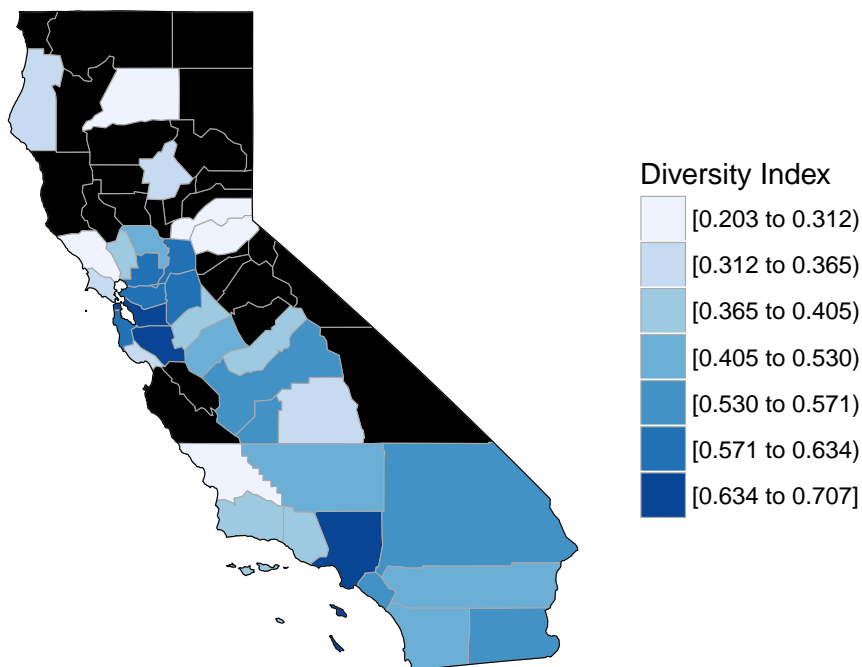 Diversity Index
[0.203 to 0.312)
[0.312 to 0.365)
[0.365 to 0.405)
[0.405 to 0.530)
[0.530 to 0.571)
[0.571 to 0.634)
[0.634 to 0.707]